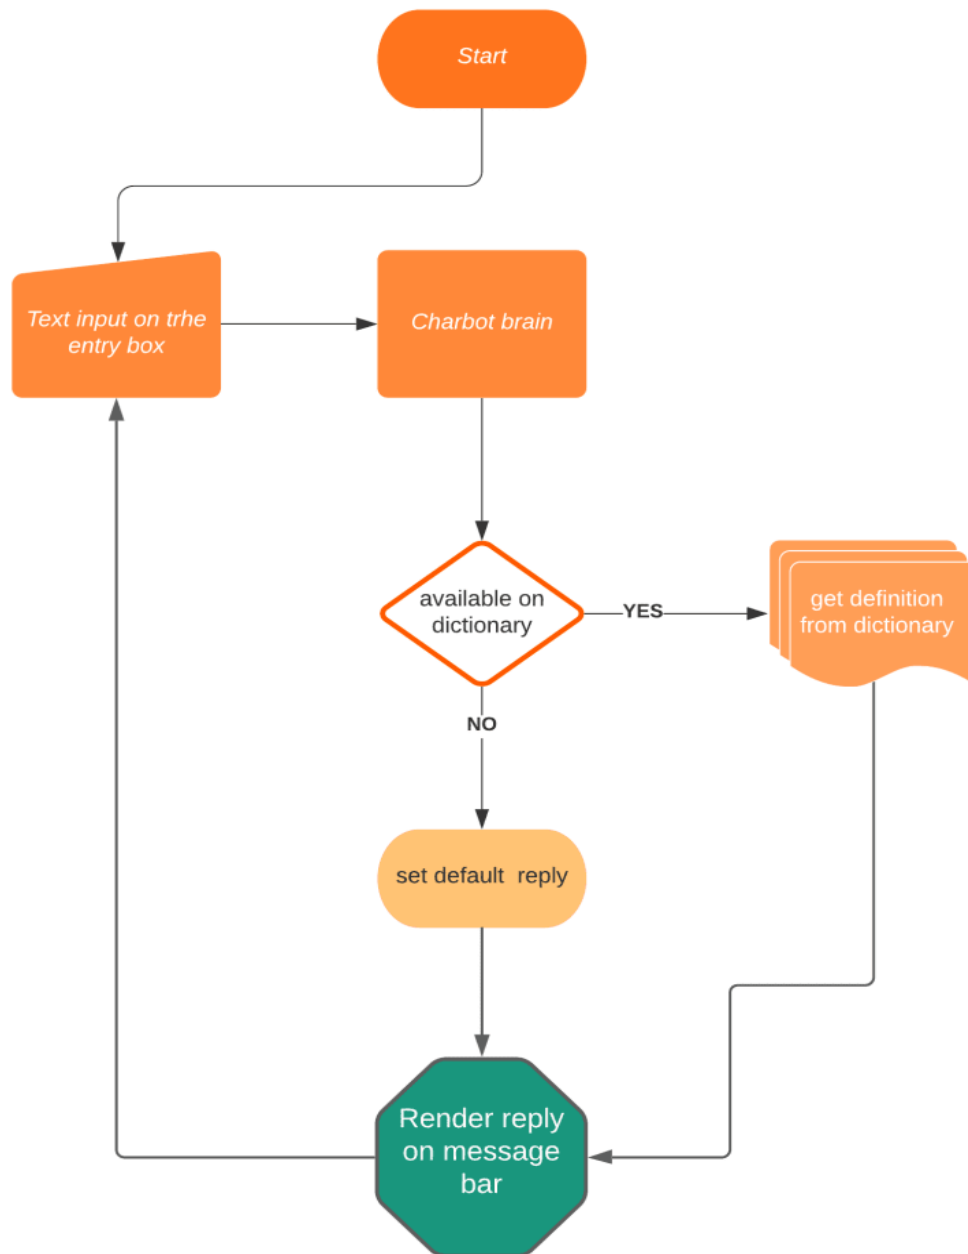 Start
Text input on trhe
entry box
Charbot brain
available on
dictionary
YES
get definition
from dictionary
NO
set default  reply
Render reply
on message
bar